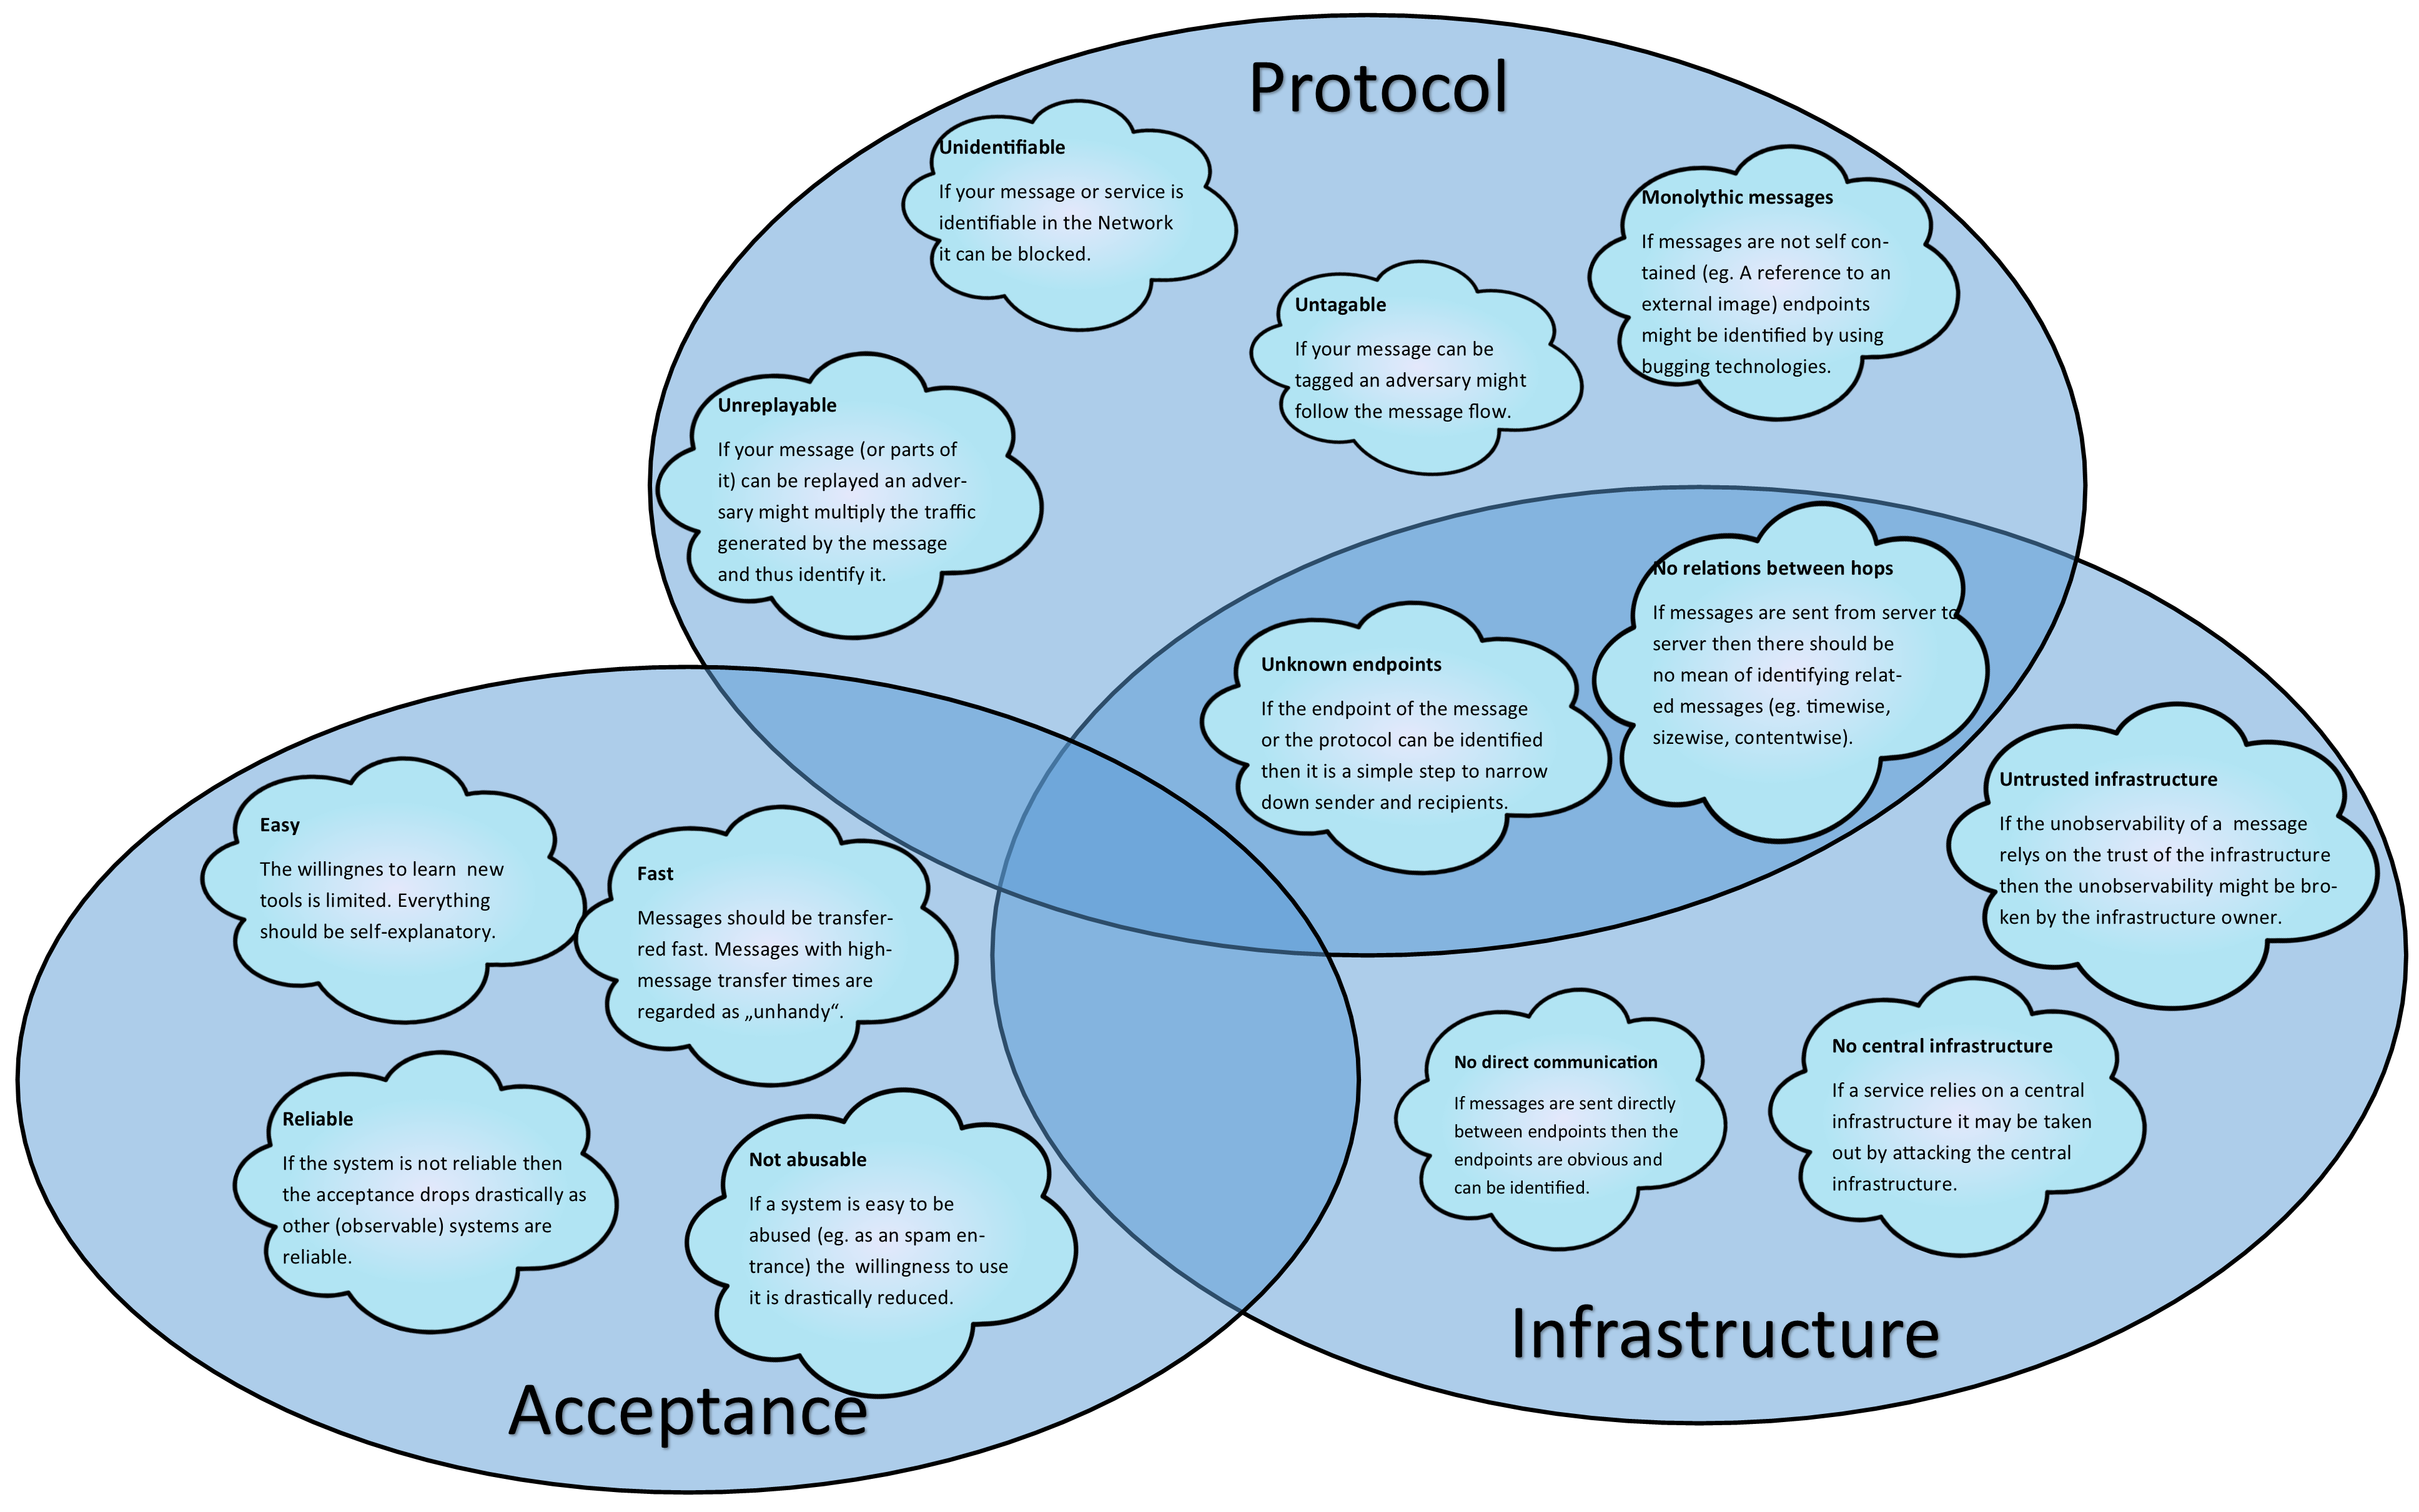 Protocol
Unidentifiable
If your message or service is
identifiable in the Network
it can be blocked.
Monolythic messages
If messages are not self con-
tained (eg. A reference to an
external image) endpoints
might be identified by using
bugging technologies.
Untagable
If your message can be
tagged an adversary might
follow the message flow.
Unreplayable
If your message (or parts of
it) can be replayed an adver-
sary might multiply the traffic
generated by the message
and thus identify it.
No relations between hops
If messages are sent from server to
server then there should be
no mean of identifying relat-
ed messages (eg. timewise,
sizewise, contentwise).
Unknown endpoints
If the endpoint of the message
or the protocol can be identified
then it is a simple step to narrow
down sender and recipients.
Untrusted infrastructure
If the unobservability of a  message
relys on the trust of the infrastructure
then the unobservability might be bro-
ken by the infrastructure owner.
Easy
The willingnes to learn  new
tools is limited. Everything
should be self-explanatory.
Fast
Messages should be transfer-
red fast. Messages with high-
message transfer times are
regarded as „unhandy“.
No direct communication
If messages are sent directly
between endpoints then the
endpoints are obvious and
can be identified.
No central infrastructure
If a service relies on a central
infrastructure it may be taken
out by attacking the central
infrastructure.
Reliable
If the system is not reliable then
the acceptance drops drastically as
other (observable) systems are
reliable.
Not abusable
If a system is easy to be
abused (eg. as an spam en-
trance) the  willingness to use
it is drastically reduced.
Infrastructure
Acceptance